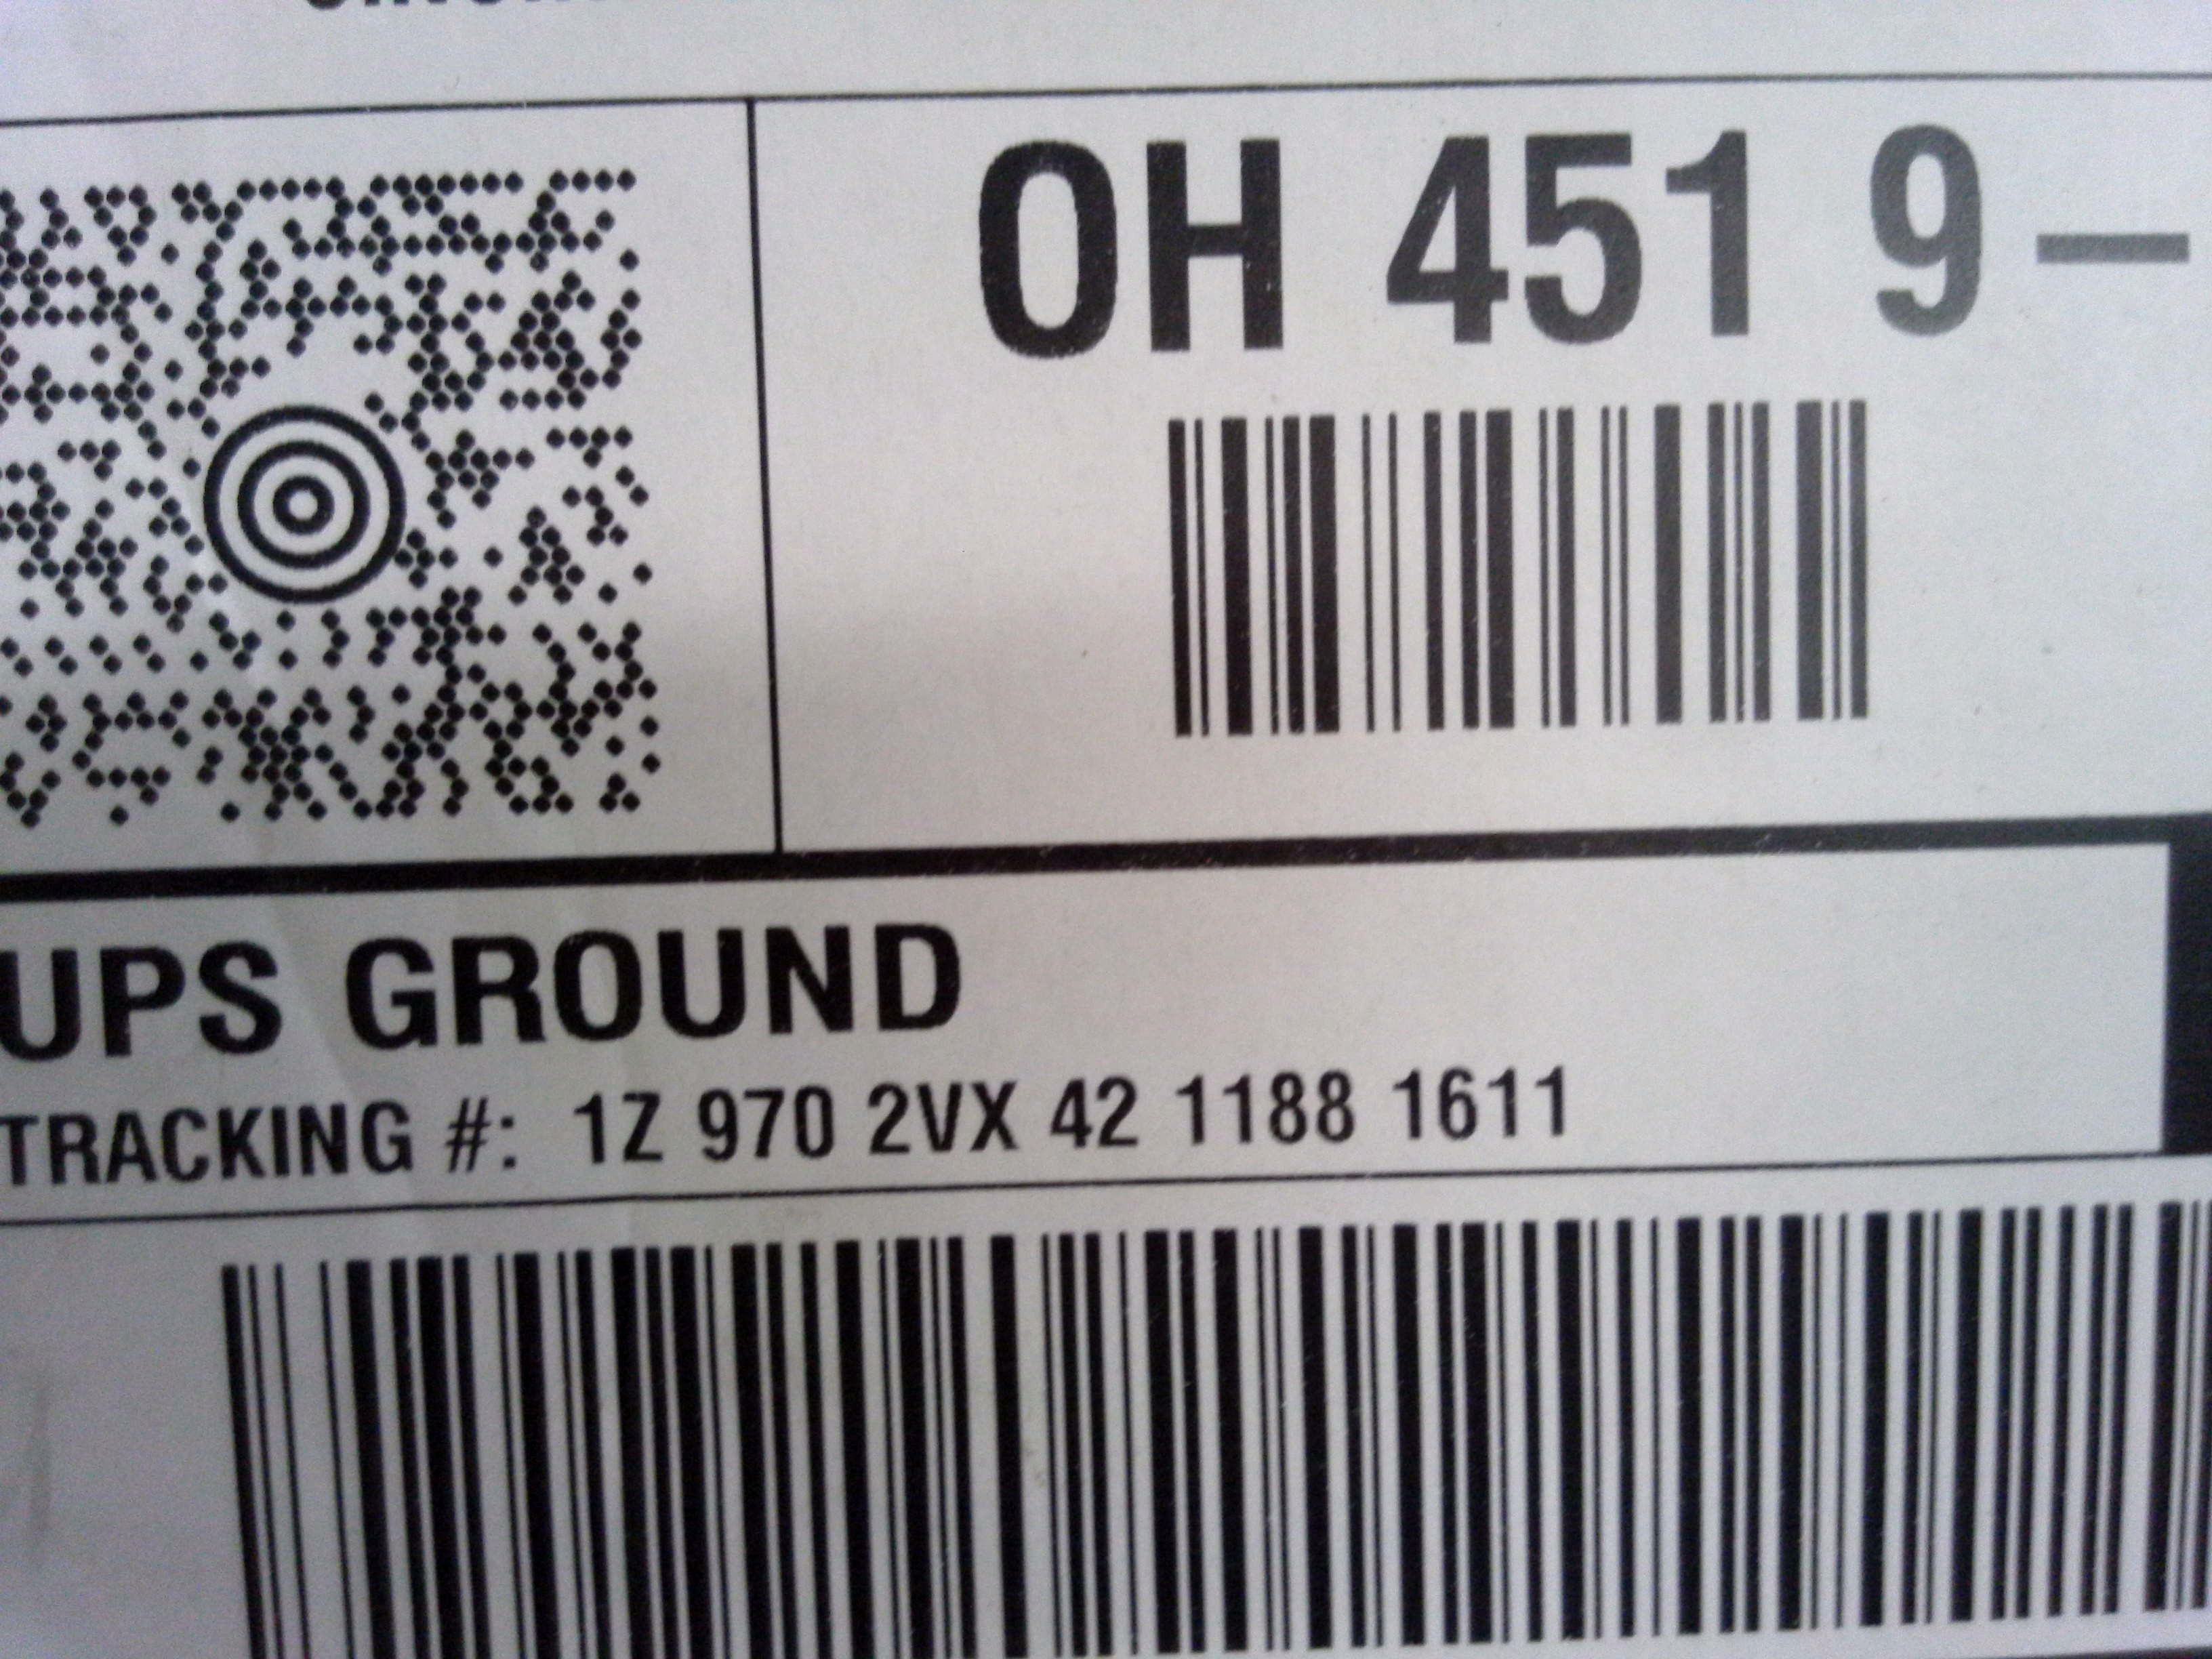 OH 451 9-
UPS GROUND
TRACKING #: 1Z 970 2VX 42 1188 1611